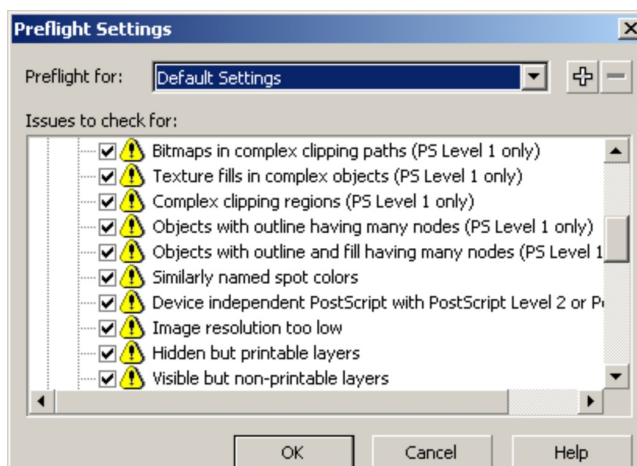 Preflight Settings
Preflight for: Default Settings
Issues to check for:
Bitmaps in complex clipping paths (PS Level 1 only)
Texture fills in complex objects (PS Level 1 only)
Complex clipping regions (PS Level 1 only)
Objects with outline having many nodes (PS Level 1 only)
Objects with outline and fill having many nodes (PS Level 1
Similarly named spot colors
Device independent PostScript with PostScript Level 2 or
Image resolution too low
Hidden but printable layers
Visible but non-printable layers
OK Cancel Help